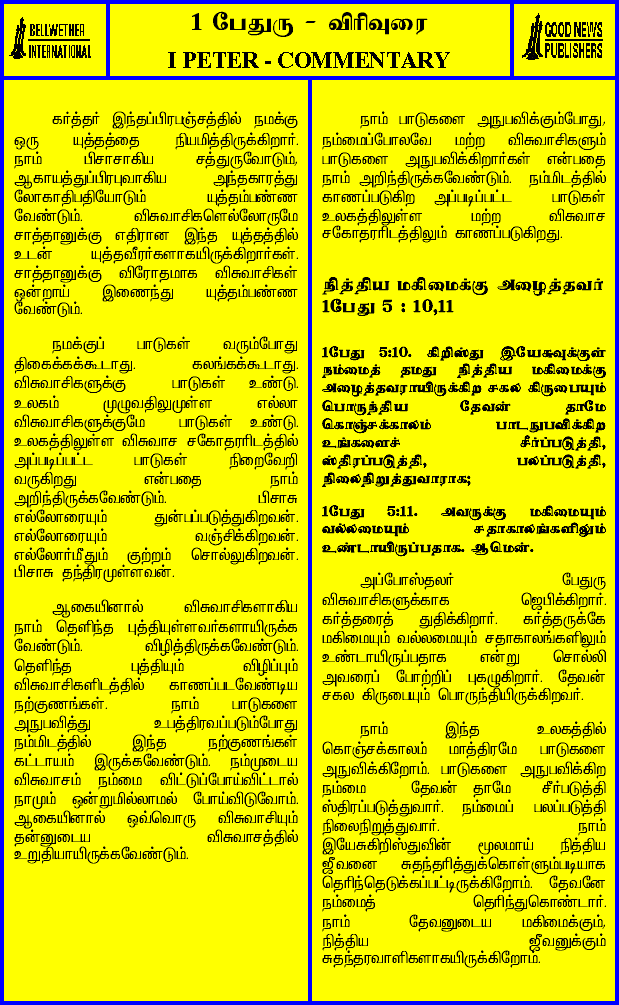 BELLWETHER
INTERNATIONAL
1 பேதுரு - விரிவுரை
I PETER - COMMENTARY
GOOD NEWS
PUBLISHERS
கர்த்தர் இந்தப்பிரபஞ்சத்தில் நமக்கு
ஒரு யுத்தத்தை நியமித்திருக்கிறார்.
நாம் பிசாசாகிய சத்துருவோடும்,
ஆகாயத்துப்பிரபுவாகிய அந்தகாரத்து
லோகாதிபதியோடும் யுத்தம்பண்ண
வேண்டும். விசுவாசிகளெல்லோருமே
சாத்தானுக்கு எதிரான இந்த யுத்தத்தில்
உடன் யுத்தவீரர்களாகயிருக்கிறார்கள்.
சாத்தானுக்கு விரோதமாக விசுவாசிகள்
ஒன்றாய் இணைந்து யுத்தம்பண்ண
வேண்டும்.
நமக்குப் பாடுகள் வரும்போது
திகைக்கக்கூடாது. கலங்கக்கூடாது.
விசுவாசிகளுக்கு பாடுகள் உண்டு.
உலகம் முழுவதிலுமுள்ள எல்லா
விசுவாசிகளுக்குமே பாடுகள் உண்டு.
உலகத்திலுள்ள விசுவாச சகோதரரிடத்தில்
அப்படிப்பட்ட பாடுகள் நிறைவேறி
வருகிறது என்பதை நாம்
அறிந்திருக்கவேண்டும். பிசாசு
எல்லோரையும் துன்பப்படுத்துகிறவன்.
எல்லோரையும் வஞ்சிக்கிறவன்.
எல்லோர்மீதும் குற்றம் சொல்லுகிறவன்.
பிசாசு தந்திரமுள்ளவன்.
ஆகையினால் விசுவாசிகளாகிய
நாம் தெளிந்த புத்தியுள்ளவர்களாயிருக்க
வேண்டும். விழித்திருக்கவேண்டும்.
தெளிந்த புத்தியும் விழிப்பும்
விசுவாசிகளிடத்தில் காணப்படவேண்டிய
நற்குணங்கள். நாம் பாடுகளை
அநுபவித்து உபத்திரவப்படும்போது
நம்மிடத்தில் இந்த நற்குணங்கள்
கட்டாயம் இருக்கவேண்டும். நம்முடைய
விசுவாசம் நம்மை விட்டுப்போய்விட்டால்
நாமும் ஒன்றுமில்லாமல் போய்விடுவோம்.
ஆகையினால் ஒவ்வொரு விசுவாசியும்
தன்னுடைய விசுவாசத்தில்
உறுதியாயிருக்கவேண்டும்.
நாம் பாடுகளை அநுபவிக்கும்போது,
நம்மைப்போலவே மற்ற விசுவாசிகளும்
பாடுகளை அநுபவிக்கிறார்கள் என்பதை
நாம் அறிந்திருக்கவேண்டும். நம்மிடத்தில்
காணப்படுகிற அப்படிப்பட்ட பாடுகள்
உலகத்திலுள்ள மற்ற விசுவாச
சகோதரரிடத்திலும் காணப்படுகிறது.
நித்திய மகிமைக்கு அழைத்தவர்
1பேது 5 : 10,11
1பேது 5:10. கிறிஸ்து இயேசுவுக்குள்
நம்மைத் தமது நித்திய மகிமைக்கு
அழைத்தவராயிருக்கிற சகல கிருபையும்
பொருந்திய தேவன் தாமே
கொஞ்சக்காலம் பாடநுபவிக்கிற
உங்களைச் சீர்ப்படுத்தி,
ஸ்திரப்படுத்தி, பலப்படுத்தி,
நிலைநிறுத்துவாராக;
1பேது 5:11. அவருக்கு மகிமையும்
வல்லமையும் சதாகாலங்களிலும்
உண்டாயிருப்பதாக. ஆமென்.
அப்போஸ்தலர் பேதுரு
விசுவாசிகளுக்காக ஜெபிக்கிறார்.
கர்த்தரைத் துதிக்கிறார். கர்த்தருக்கே
மகிமையும் வல்லமையும் சதாகாலங்களிலும்
உண்டாயிருப்பதாக என்று சொல்லி
அவரைப் போற்றிப் புகழுகிறார். தேவன்
சகல கிருபையும் பொருந்தியிருக்கிறவர்.
நாம் இந்த உலகத்தில்
கொஞ்சக்காலம் மாத்திரமே பாடுகளை
அநுவிக்கிறோம். பாடுகளை அநுபவிக்கிற
நம்மை தேவன் தாமே சீர்படுத்தி
ஸ்திரப்படுத்துவார். நம்மைப் பலப்படுத்தி
நிலைநிறுத்துவார். நாம்
இயேசுகிறிஸ்துவின் மூலமாய் நித்திய
ஜீவனை சுதந்தரித்துக்கொள்ளும்படியாக
தெரிந்தெடுக்கப்பட்டிருக்கிறோம். தேவனே
நம்மைத் தெரிந்துகொண்டார்.
நாம் தேவனுடைய மகிமைக்கும்,
நித்திய ஜீவனுக்கும்
சுதந்தரவாளிகளாகயிருக்கிறோம்.